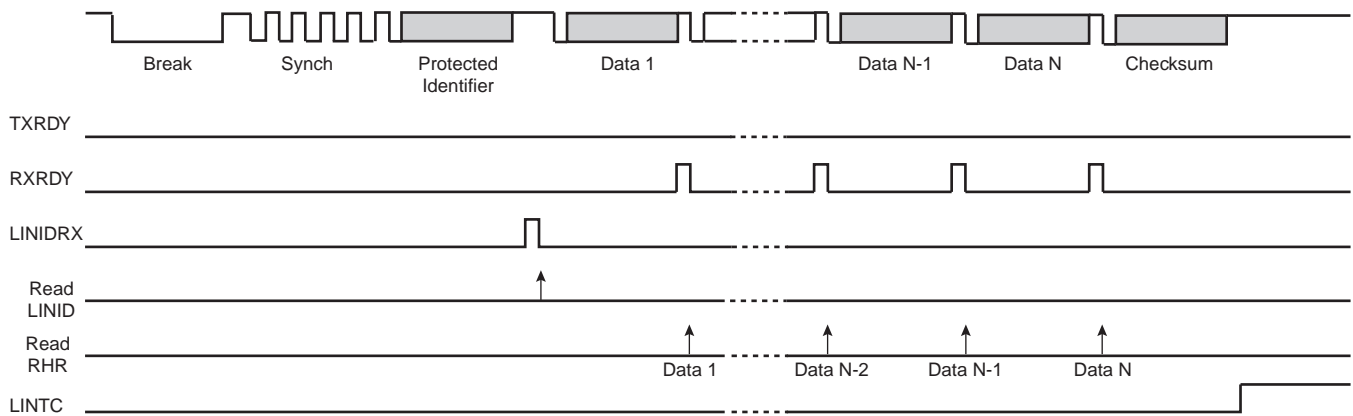 Break Synch Protected Identifier Data 1 Data N-1 Data N Checksum
TXRDY
RXRDY
LINIDRX
Read
LINID
Read
RHR
Data 1 Data N-2 Data N-1 Data N
LINTC